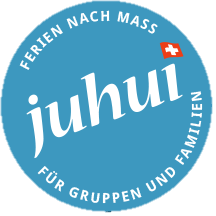 FERIEN NACH MASS
juhui
FÜR GRUPPEN UND FAMILIEN